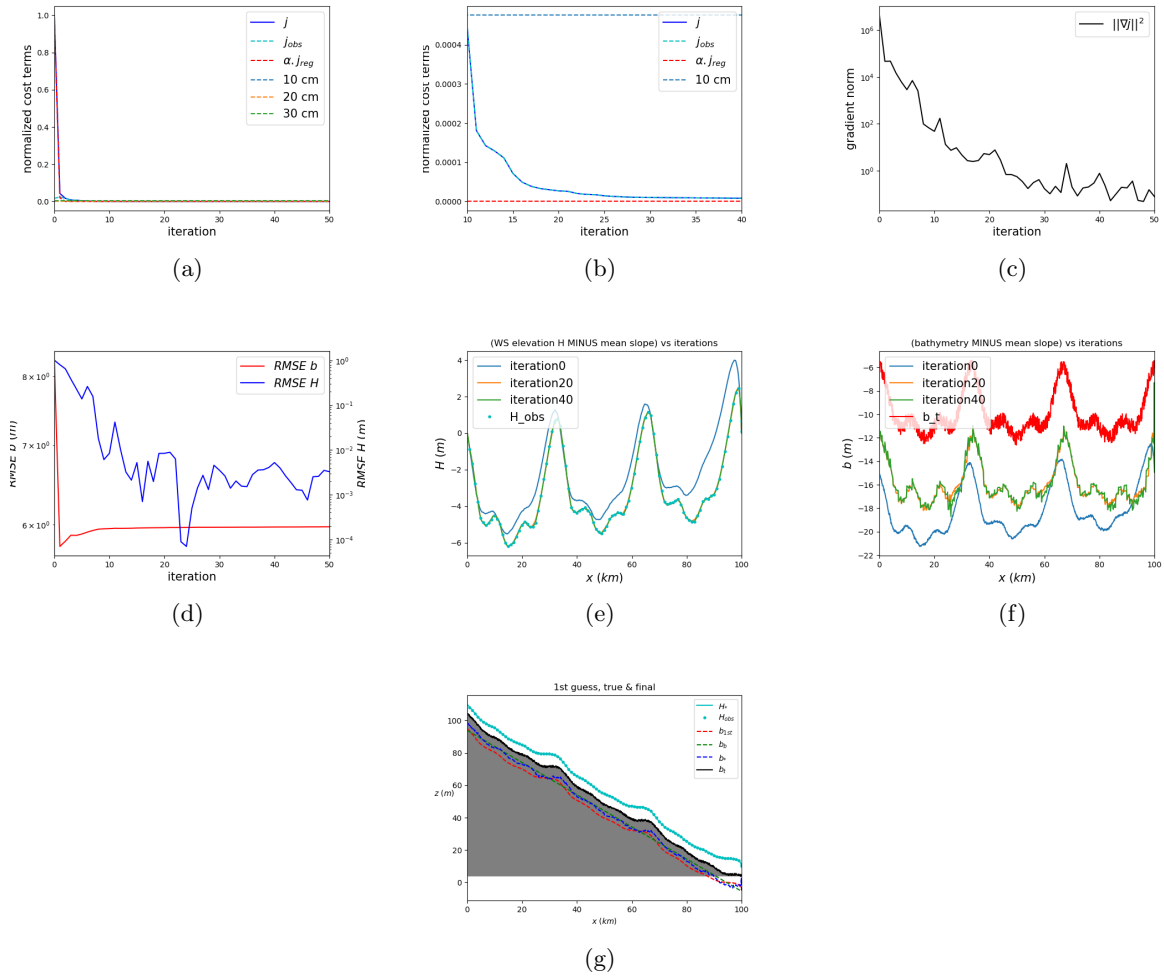 1.0
0.8
0.6
0.4
0.2
0.0
normalized cost terms
j
j_obs
α.j_reg
10 cm
20 cm
30 cm
0 10 20 30 40 50
iteration
(a)
0.0004
0.0003
0.0002
0.0001
0.0000
normalized cost terms
j
j_obs
α.j_reg
10 cm
10 15 20 25 30 35 40
iteration
(b)
10^6
10^4
10^2
10^0
gradient norm
||∇j||^2
0 10 20 30 40 50
iteration
(c)
8 × 10^0
7 × 10^0
6 × 10^0
RMSE b (m)
RMSE b
RMSE H
10^0
10^-1
10^-2
10^-3
10^-4
RMSE H (m)
0 10 20 30 40 50
iteration
(d)
(WS elevation H MINUS mean slope) vs iterations
4
2
0
−2
−4
−6
H (m)
iteration0
iteration20
iteration40
H_obs
0 20 40 60 80 100
x (km)
(e)
(bathymetry MINUS mean slope) vs iterations
−6
−8
−10
−12
−14
−16
−18
−20
−22
b (m)
iteration0
iteration20
iteration40
b_t
0 20 40 60 80 100
x (km)
(f)
1st guess, true & final
100
80
60
40
20
0
z (m)
H_*
H_obs
b_1st
b_b
b_*
b_t
0 20 40 60 80 100
x (km)
(g)